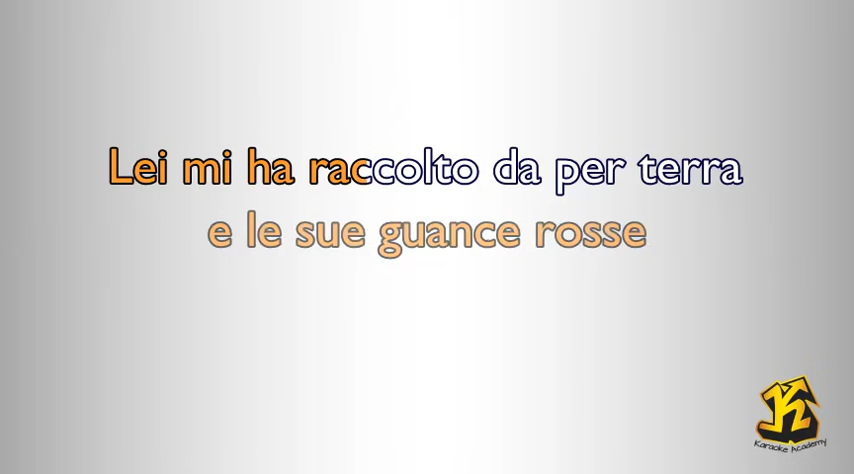 Lei mi ha raccolto da per terra
e le sue guance rosse
K
Karaoke Academy